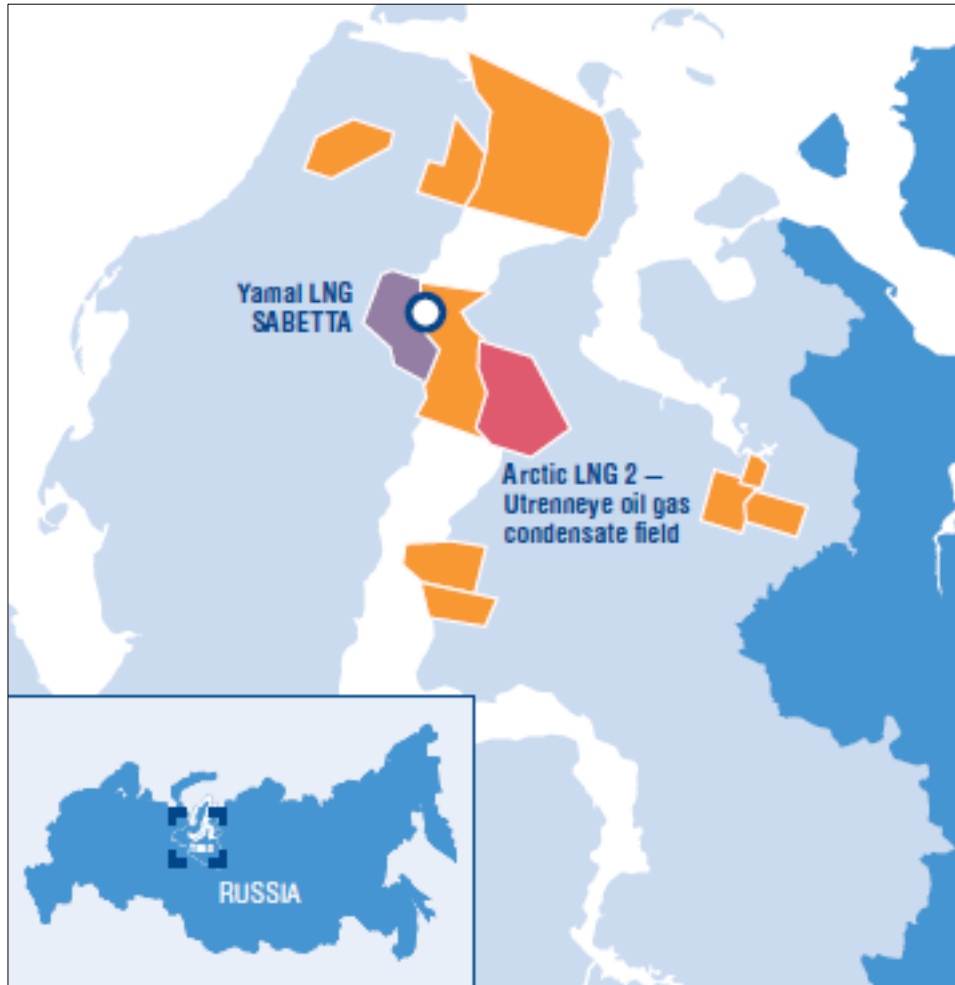 Yamal LNG
SABETTA
Arctic LNG 2 –
Utrenneye oil gas
condensate field
RUSSIA